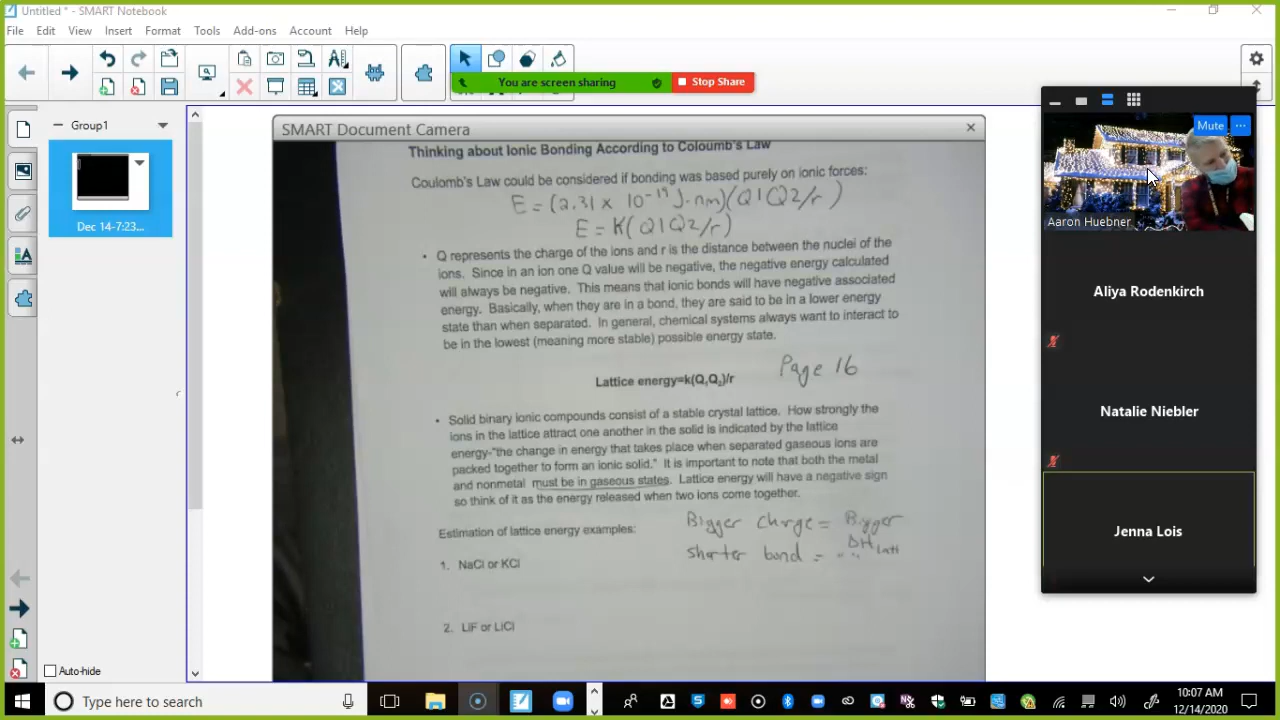 Untitled * - SMART Notebook
File Edit View Insert Format Tools Add-ons Account Help
You are screen sharing
Stop Share
Group1
Dec 14-7:23...
Auto-hide
SMART Document Camera
Thinking about Ionic Bonding According to Coloumb's Law
Coulomb's Law could be considered if bonding was based purely on ionic forces:
E = (2.31 x 10⁻¹⁹ J·nm)(Q1Q2/r)
E = K(Q1Q2/r)
• Q represents the charge of the ions and r is the distance between the nuclei of the
ions. Since in an ion one Q value will be negative, the negative energy calculated
will always be negative. This means that ionic bonds will have negative associated
energy. Basically, when they are in a bond, they are said to be in a lower energy
state than when separated. In general, chemical systems always want to interact to
be in the lowest (meaning more stable) possible energy state.
Lattice energy=k(Q₁Q₂)/r
Page 16
• Solid binary ionic compounds consist of a stable crystal lattice. How strongly the
ions in the lattice attract one another in the solid is indicated by the lattice
energy-"the change in energy that takes place when separated gaseous ions are
packed together to form an ionic solid." It is important to note that both the metal
and nonmetal must be in gaseous states. Lattice energy will have a negative sign
so think of it as the energy released when two ions come together.
Estimation of lattice energy examples:
Bigger chrge = Bigger
ΔH latt
shorter bond = " "
1. NaCl or KCl
2. LiF or LiCl
Mute
Aaron Huebner
Aliya Rodenkirch
Natalie Niebler
Jenna Lois
Type here to search
10:07 AM
12/14/2020